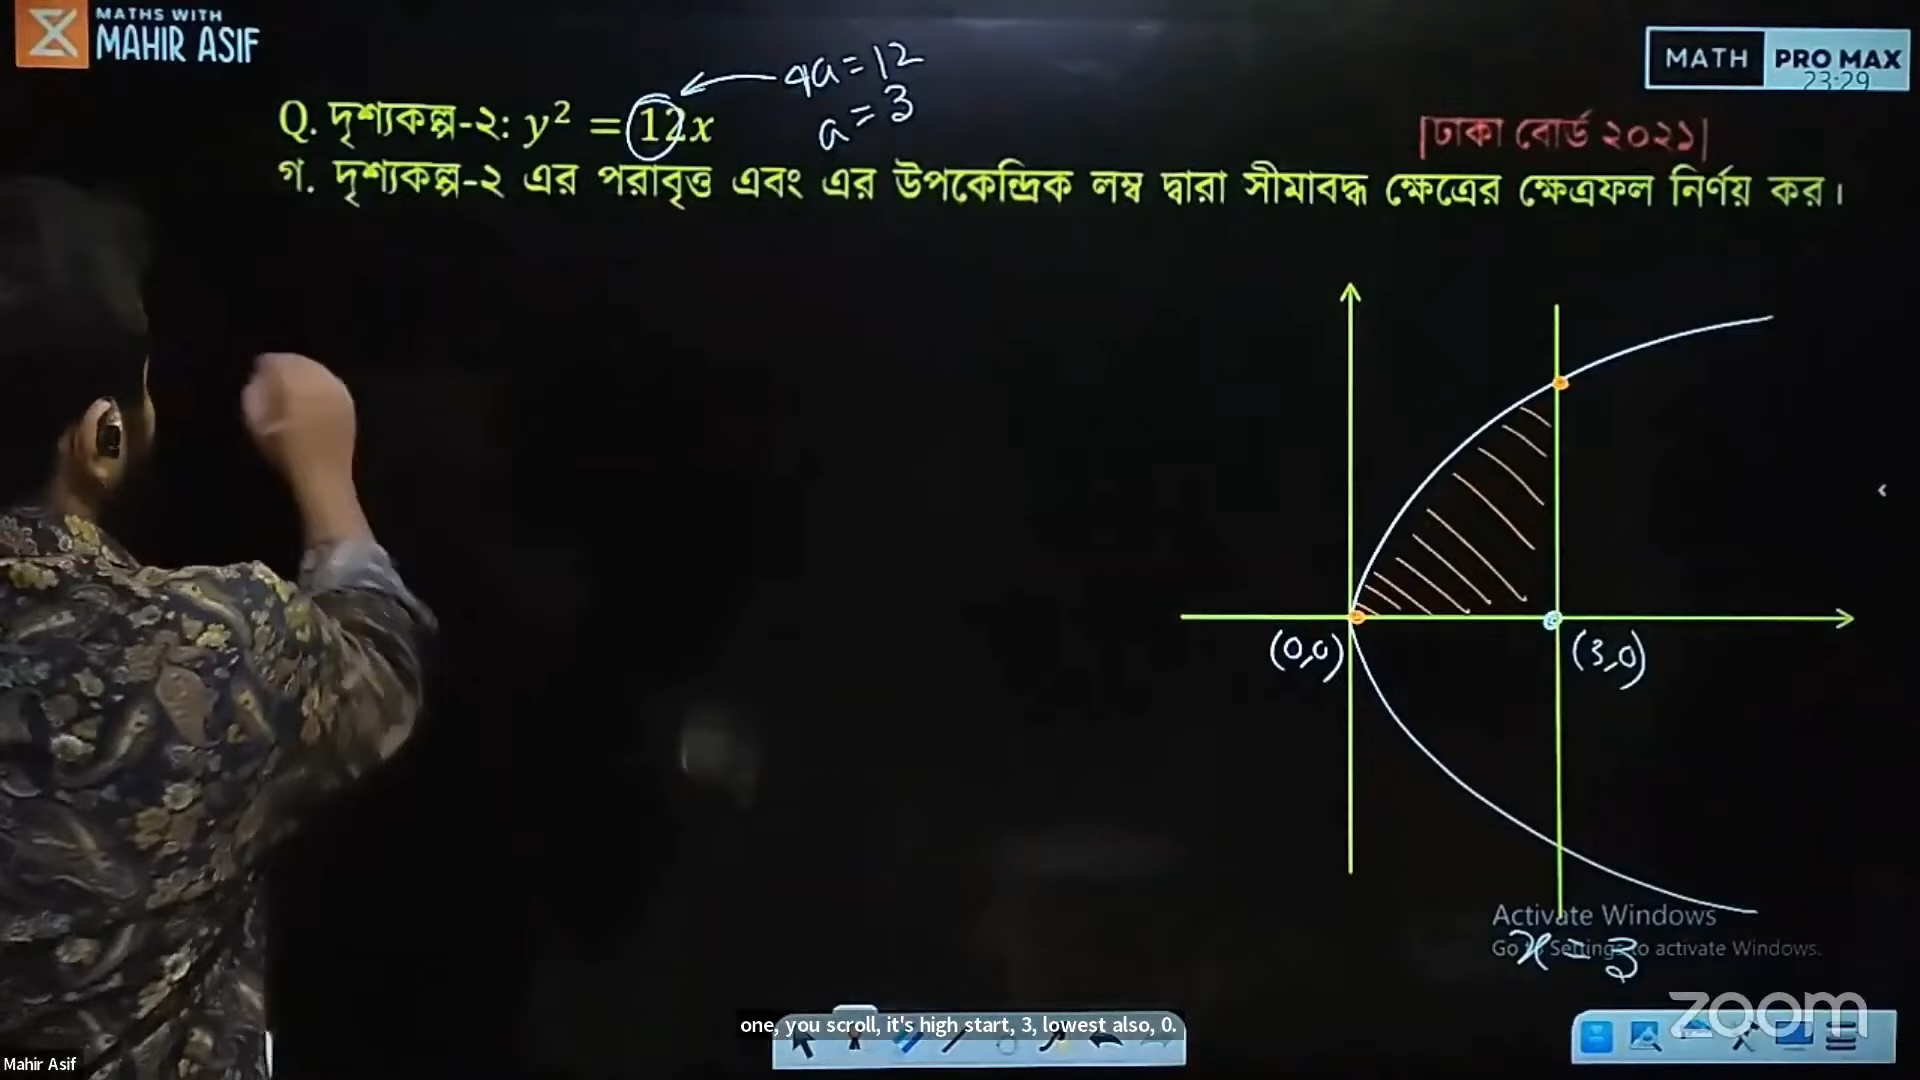 MATHS WITH
MAHIR ASIF
MATH PRO MAX
23:29
4a = 12
a = 3
Q. দৃশ্যকল্প-২: y² = 12x
[ঢাকা বোর্ড ২০২১]
গ. দৃশ্যকল্প-২ এর পরাবৃত্ত এবং এর উপকেন্দ্রিক লম্ব দ্বারা সীমাবদ্ধ ক্ষেত্রের ক্ষেত্রফল নির্ণয় কর।
(0,0)
(3,0)
Activate Windows
Go to Settings to activate Windows.
x = 3
zoom
one, you scroll, it's high start, 3, lowest also, 0.
Mahir Asif